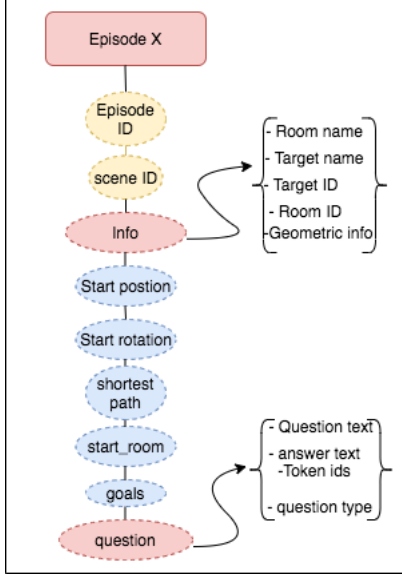 Episode X
Episode
ID
scene ID
Info
- Room name
- Target name
- Target ID
- Room ID
-Geometric info
Start postion
Start rotation
shortest
path
start_room
goals
question
- Question text
- answer text
-Token ids
- question type